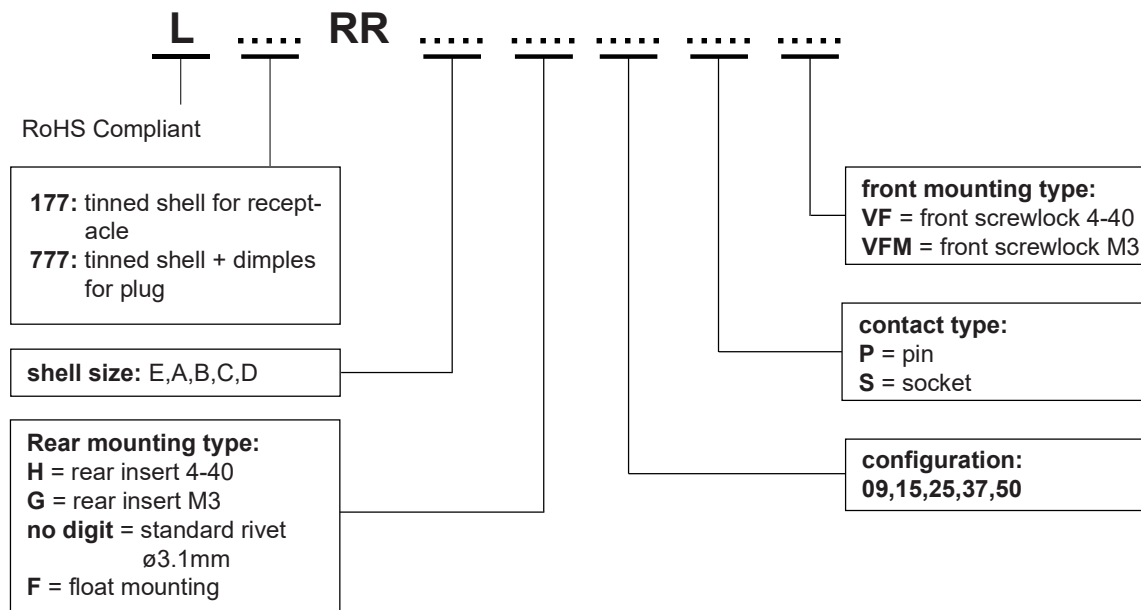 L ..... RR ..... ..... ..... ..... .....
RoHS Compliant
177: tinned shell for recept-
acle
777: tinned shell + dimples
for plug
shell size: E,A,B,C,D
Rear mounting type:
H = rear insert 4-40
G = rear insert M3
no digit = standard rivet
ø3.1mm
F = float mounting
front mounting type:
VF = front screwlock 4-40
VFM = front screwlock M3
contact type:
P = pin
S = socket
configuration:
09,15,25,37,50